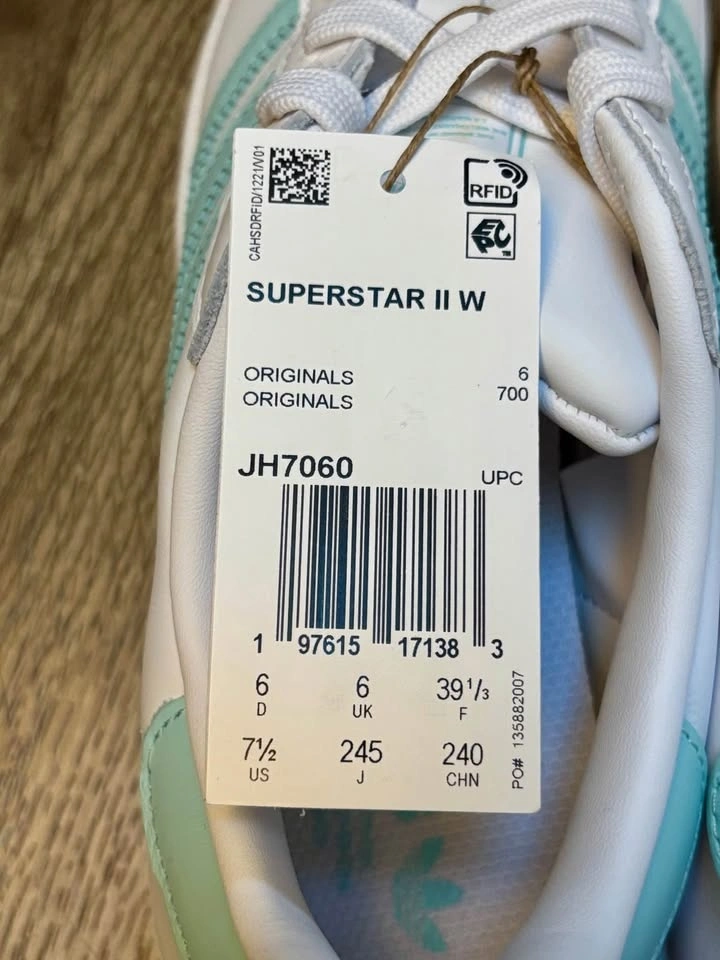 CAHSDRFID/1221/V01
RFID
EPC™
SUPERSTAR II W
ORIGINALS 6
ORIGINALS 700
JH7060 UPC
1 97615 17138 3
6 6 39 1/3
D UK F
7½ 245 240
US J CHN
PO# 135882007